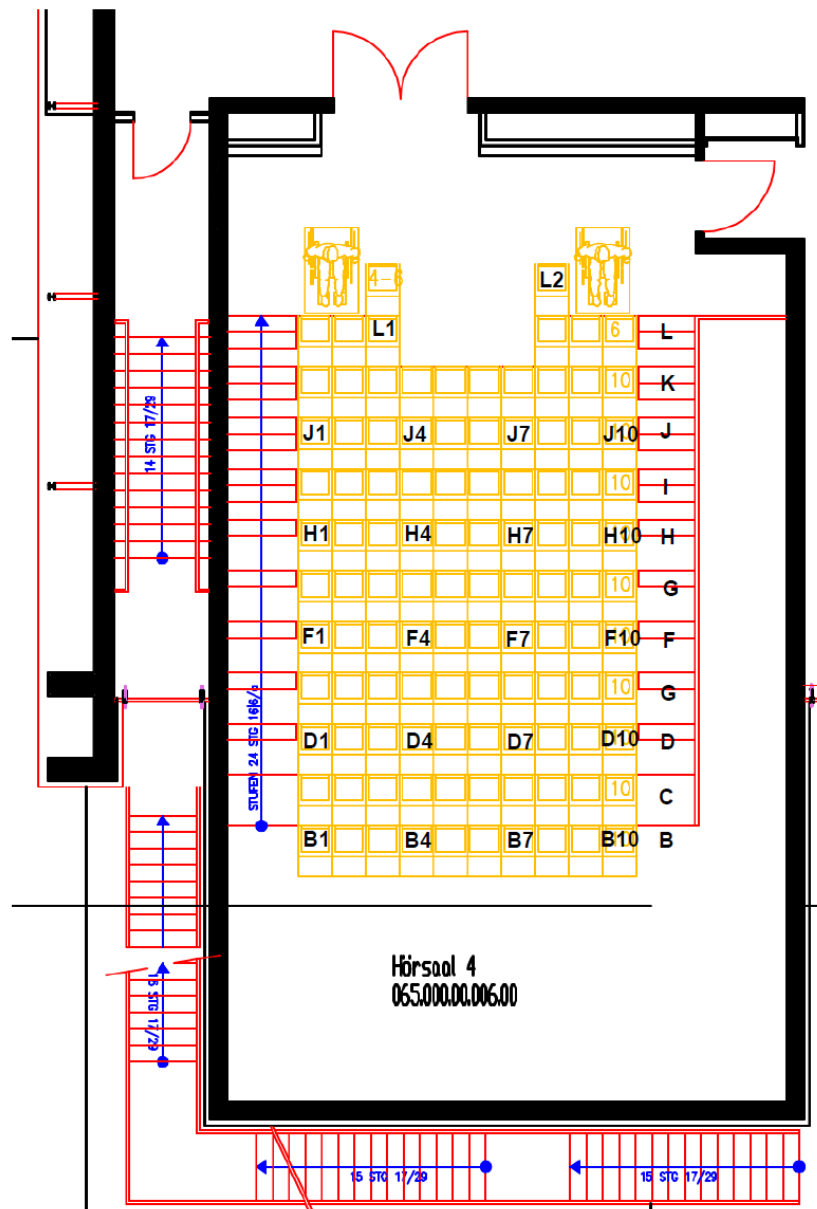 4-6 L2
L1 6 L
10 K
J1 J4 J7 J10 J
10 I
H1 H4 H7 H10 H
10 G
F1 F4 F7 F10 F
10 G
D1 D4 D7 D10 D
10 C
B1 B4 B7 B10 B
14 STG 17/29
STUFEN 24 STG
Hörsaal 4
065.000.00.006.00
16 STG 17/29
15 STG 17/29
15 STG 17/29